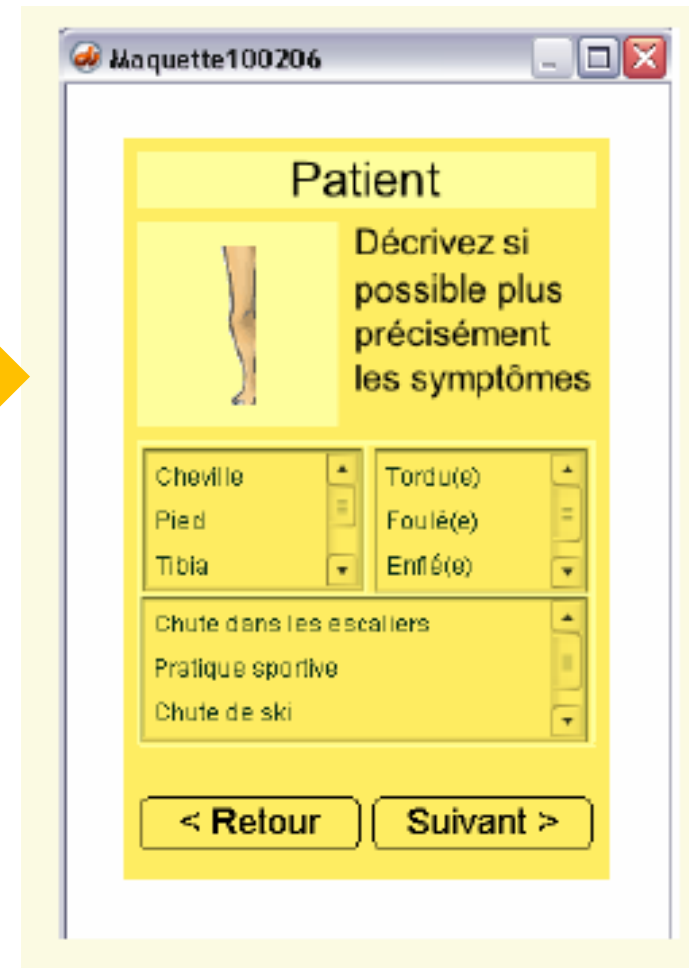 Maquette100206
Patient
Décrivez si
possible plus
précisément
les symptômes
Cheville
Pied
Tibia
Tordu(e)
Foulé(e)
Enflé(e)
Chute dans les escaliers
Pratique sportive
Chute de ski
< Retour
Suivant >